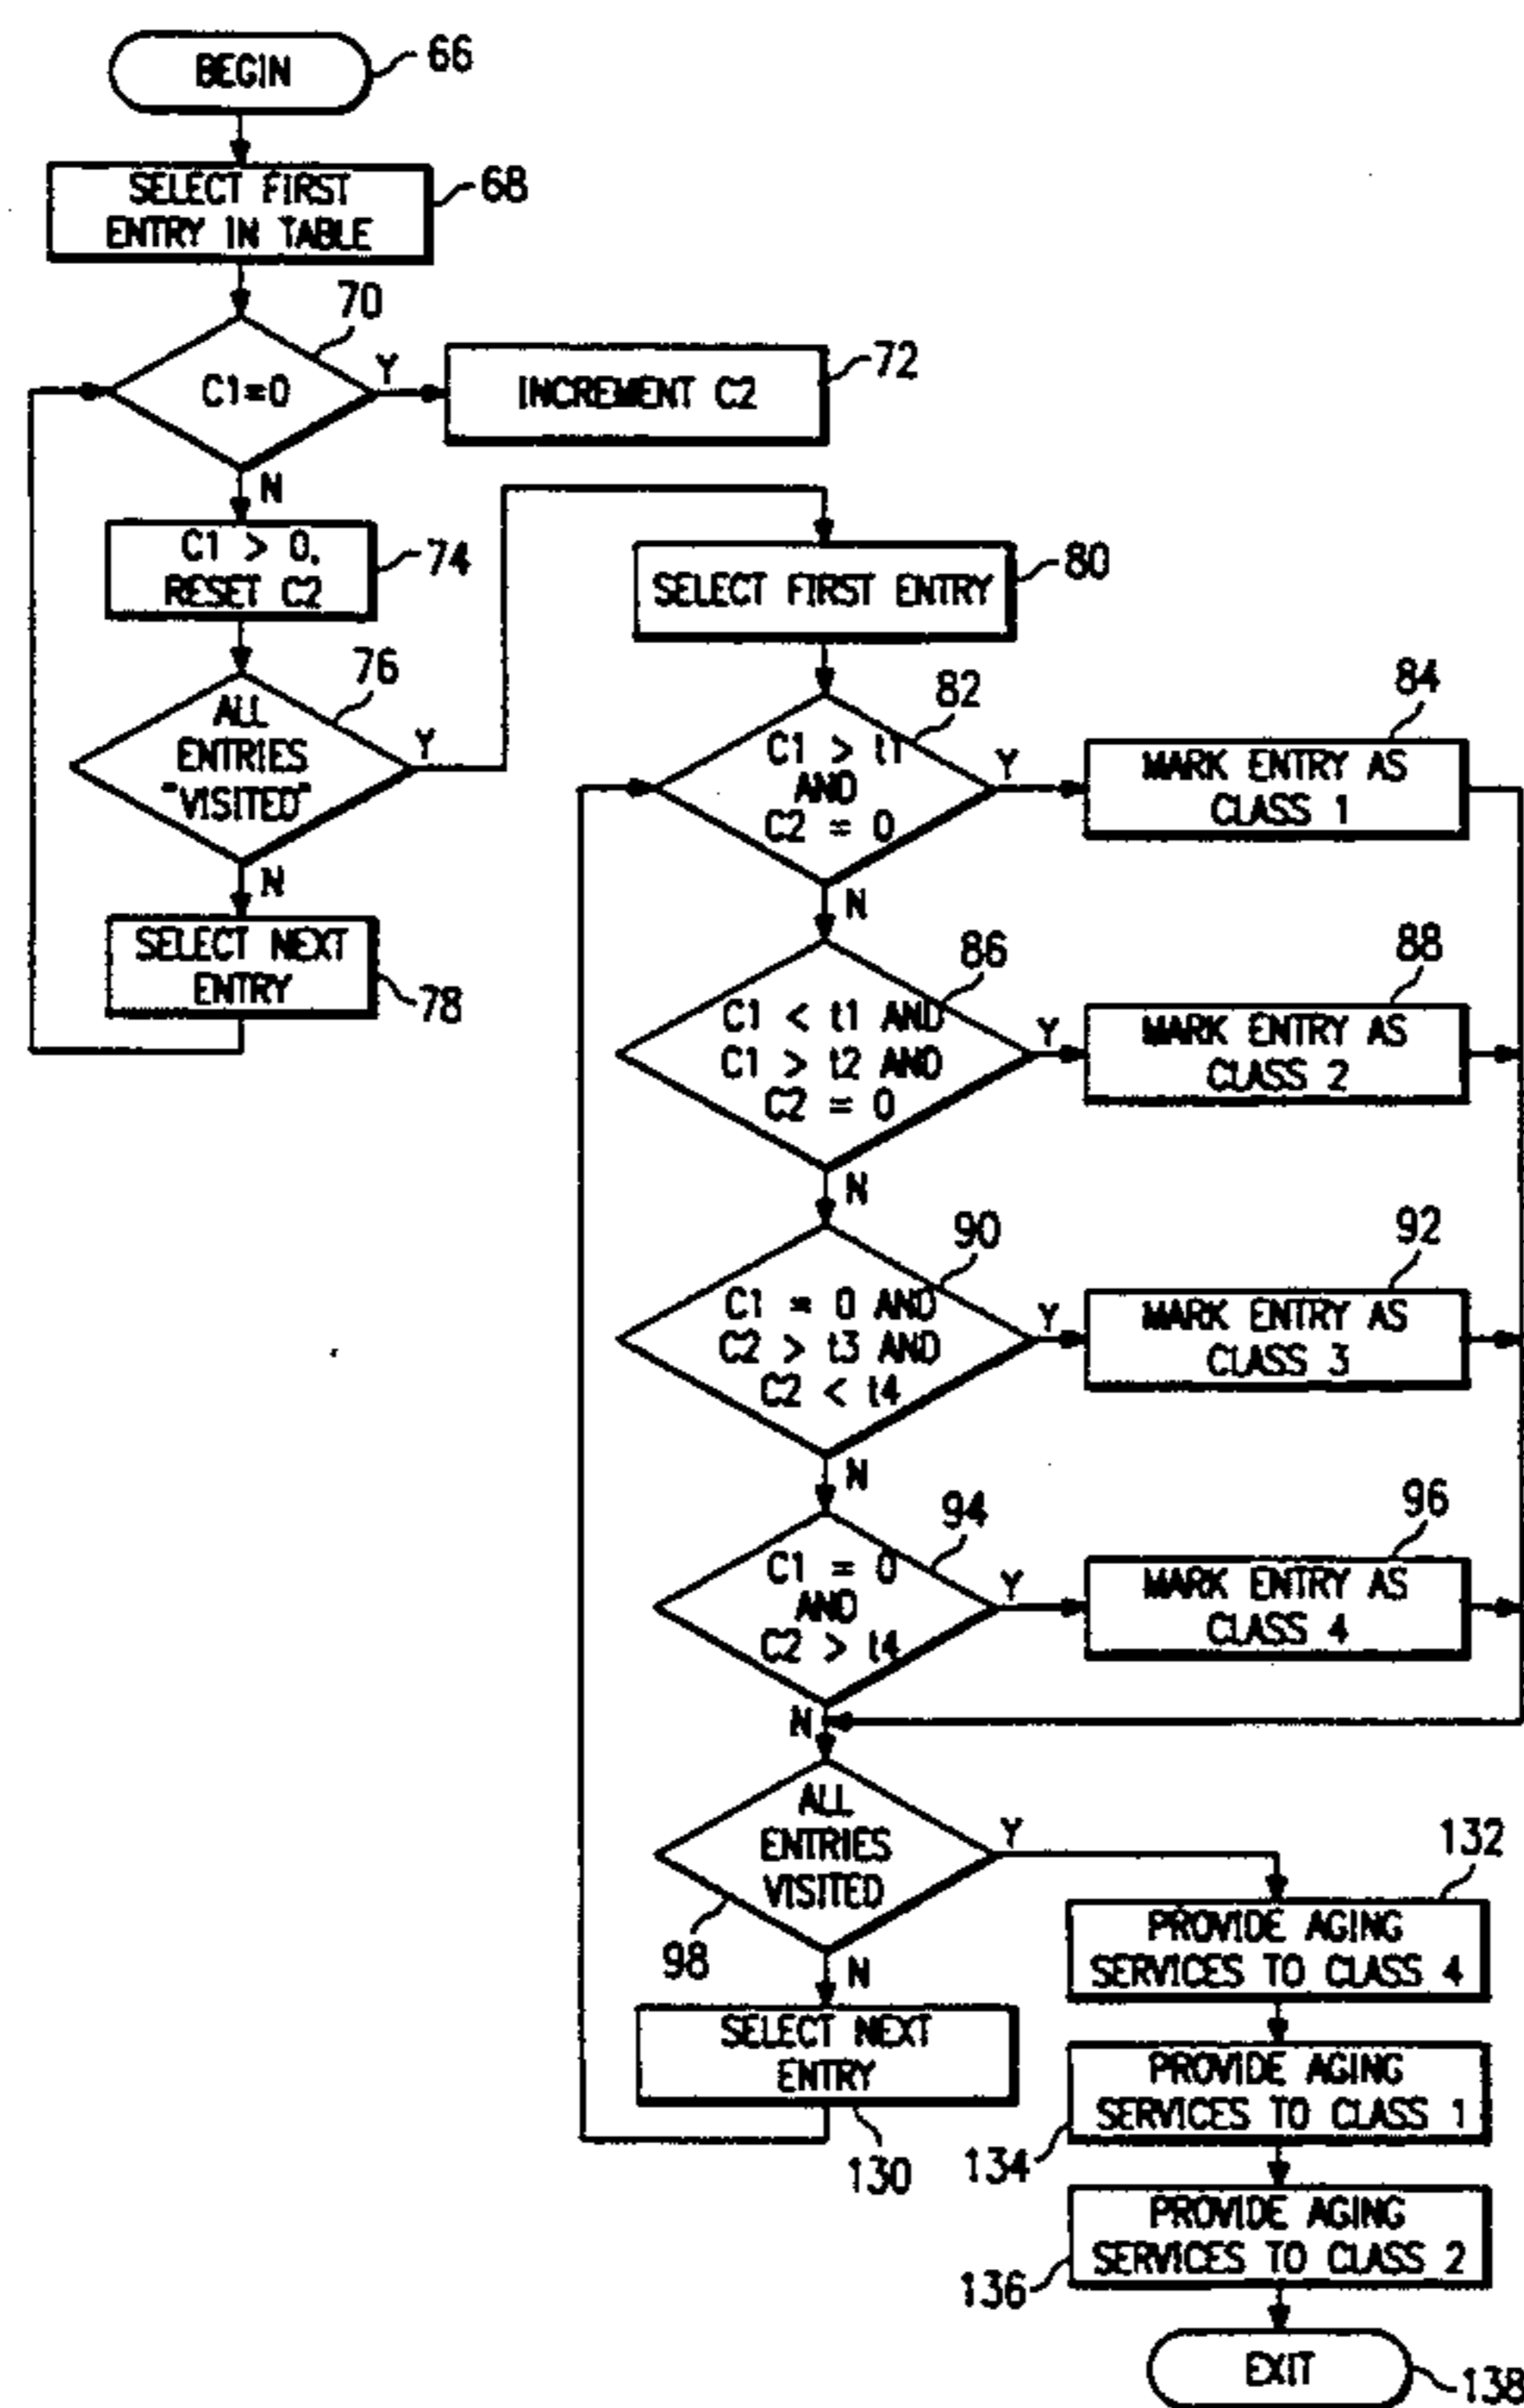 BEGIN
66
SELECT FIRST
ENTRY IN TABLE
68
70
C1=0
Y
N
INCREMENT C2
72
C1 > 0,
RESET C2
74
76
ALL
ENTRIES
"VISITED"
Y
N
SELECT NEXT
ENTRY
78
SELECT FIRST ENTRY
80
82
C1 > t1
AND
C2 = 0
Y
N
84
MARK ENTRY AS
CLASS 1
86
C1 < t1 AND
C1 > t2 AND
C2 = 0
Y
N
88
MARK ENTRY AS
CLASS 2
90
C1 = 0 AND
C2 > t3 AND
C2 < t4
Y
N
92
MARK ENTRY AS
CLASS 3
94
C1 = 0
AND
C2 > t4
Y
N
96
MARK ENTRY AS
CLASS 4
ALL
ENTRIES
VISITED
Y
98
N
SELECT NEXT
ENTRY
130
132
PROVIDE AGING
SERVICES TO CLASS 4
PROVIDE AGING
SERVICES TO CLASS 1
134
PROVIDE AGING
SERVICES TO CLASS 2
136
EXIT
138